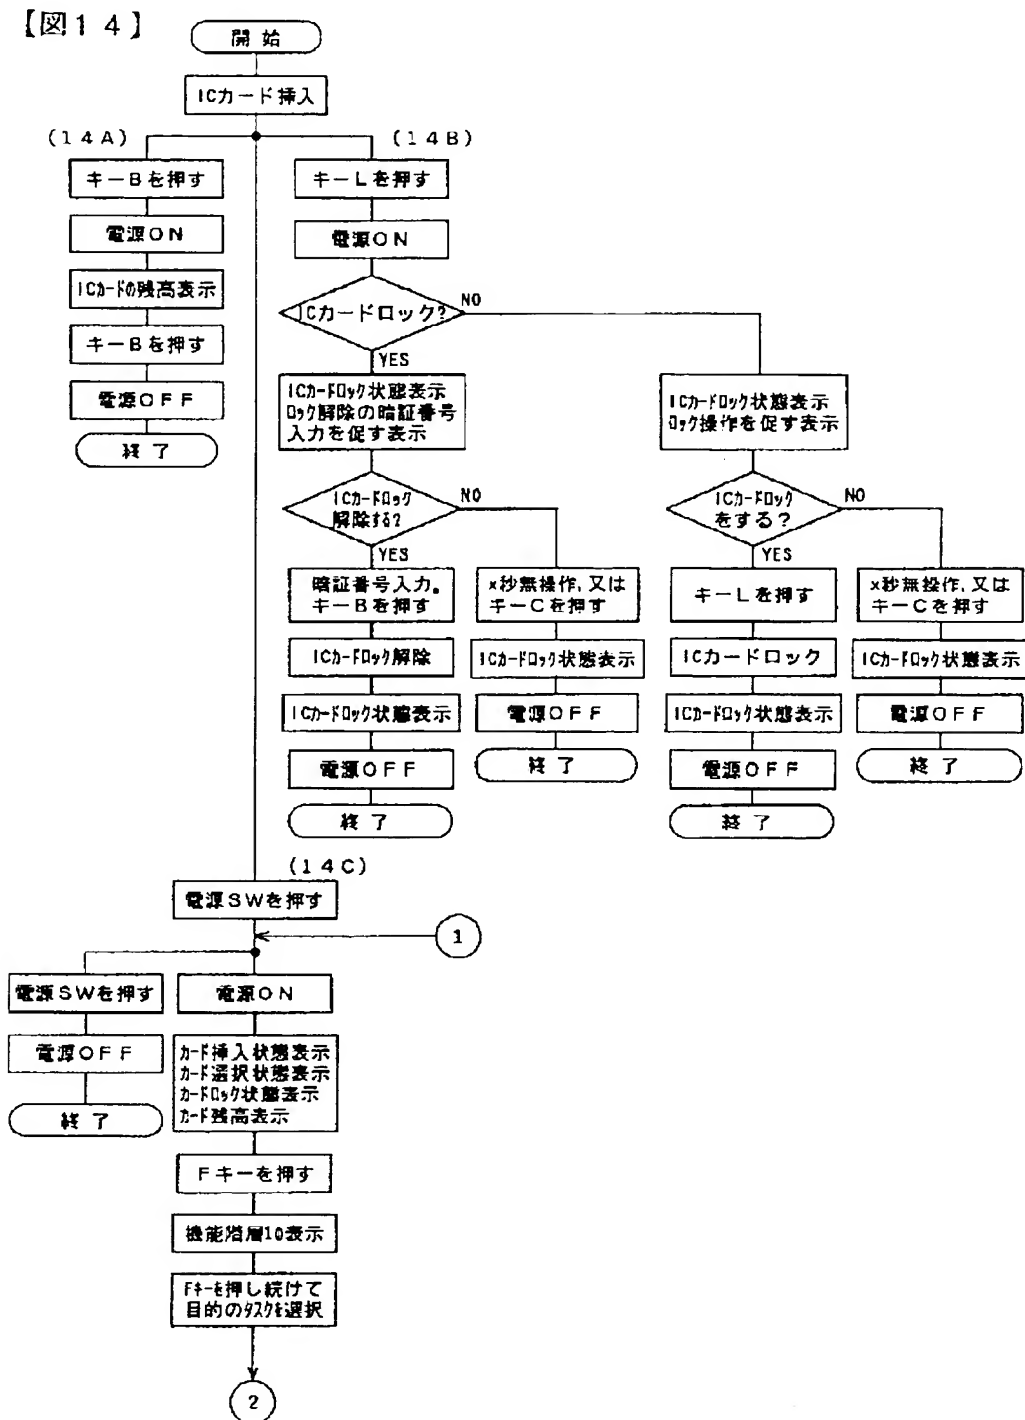 【図14】
開始
ICカード挿入
(14A)
キーBを押す
電源ON
ICカードの残高表示
キーBを押す
電源OFF
終了
(14B)
キーLを押す
電源ON
ICカードロック?
NO
YES
ICカードロック状態表示
ロック解除の暗証番号
入力を促す表示
ICカードロック
解除する?
NO
YES
暗証番号入力。
キーBを押す
ICカードロック解除
ICカードロック状態表示
電源OFF
終了
x秒無操作,又は
キーCを押す
ICカードロック状態表示
電源OFF
終了
ICカードロック状態表示
ロック操作を促す表示
ICカードロック
をする?
NO
YES
キーLを押す
ICカードロック
ICカードロック状態表示
電源OFF
終了
x秒無操作,又は
キーCを押す
ICカードロック状態表示
電源OFF
終了
(14C)
電源SWを押す
1
電源SWを押す
電源OFF
終了
電源ON
カード挿入状態表示
カード選択状態表示
カードロック状態表示
カード残高表示
Fキーを押す
機能階層10表示
Fキーを押し続けて
目的のタスクを選択
2